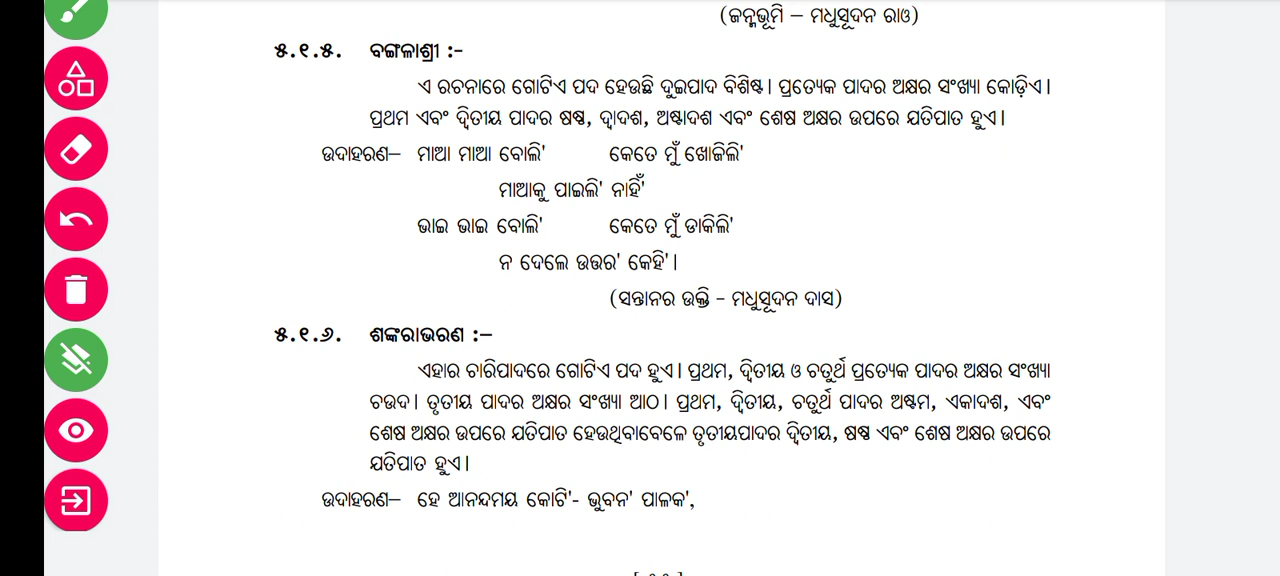 (ଜନ୍ମଭୂମି – ମଧୁସୂଦନ ରାଓ)
୫.୧.୫. ବଙ୍ଗଳାଶ୍ରୀ :-
ଏ ରଚନାରେ ଗୋଟିଏ ପଦ ହେଉଛି ଦୁଇପାଦ ବିଶିଷ୍ଟ। ପ୍ରତ୍ୟେକ ପାଦର ଅକ୍ଷର ସଂଖ୍ୟା କୋଡ଼ିଏ।
ପ୍ରଥମ ଏବଂ ଦ୍ୱିତୀୟ ପାଦର ଷଷ୍ଠ, ଦ୍ୱାଦଶ, ଅଷ୍ଟାଦଶ ଏବଂ ଶେଷ ଅକ୍ଷର ଉପରେ ଯତିପାତ ହୁଏ।
ଉଦାହରଣ– ମାଆ ମାଆ ବୋଲି' କେତେ ମୁଁ ଖୋଜିଲି'
ମାଆକୁ ପାଇଲି' ନାହିଁ'
ଭାଇ ଭାଇ ବୋଲି' କେତେ ମୁଁ ଡାକିଲି'
ନ ଦେଲେ ଉତ୍ତର' କେହି'।
(ସନ୍ତାନର ଉକ୍ତି - ମଧୁସୂଦନ ଦାସ)
୫.୧.୬. ଶଙ୍କରାଭରଣ :–
ଏହାର ଚାରିପାଦରେ ଗୋଟିଏ ପଦ ହୁଏ। ପ୍ରଥମ, ଦ୍ୱିତୀୟ ଓ ଚତୁର୍ଥ ପ୍ରତ୍ୟେକ ପାଦର ଅକ୍ଷର ସଂଖ୍ୟା
ଚଉଦ। ତୃତୀୟ ପାଦର ଅକ୍ଷର ସଂଖ୍ୟା ଆଠ। ପ୍ରଥମ, ଦ୍ୱିତୀୟ, ଚତୁର୍ଥ ପାଦର ଅଷ୍ଟମ, ଏକାଦଶ, ଏବଂ
ଶେଷ ଅକ୍ଷର ଉପରେ ଯତିପାତ ହେଉଥିବାବେଳେ ତୃତୀୟପାଦର ଦ୍ୱିତୀୟ, ଷଷ୍ଠ ଏବଂ ଶେଷ ଅକ୍ଷର ଉପରେ
ଯତିପାତ ହୁଏ।
ଉଦାହରଣ– ହେ ଆନନ୍ଦମୟ କୋଟି'- ଭୁବନ' ପାଳକ',